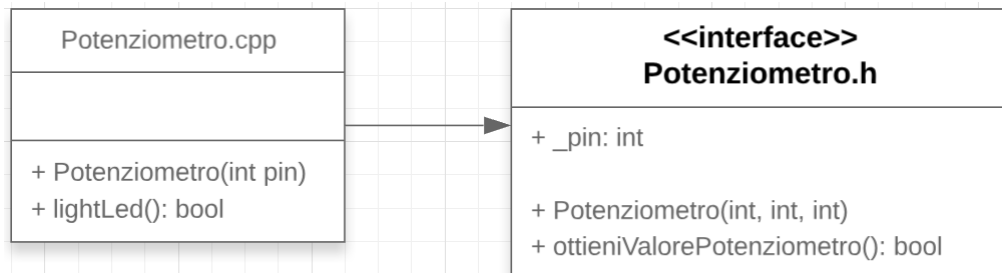 Potenziometro.cpp
+ Potenziometro(int pin)
+ lightLed(): bool
<<interface>>
Potenziometro.h
+ _pin: int
+ Potenziometro(int, int, int)
+ ottieniValorePotenziometro(): bool